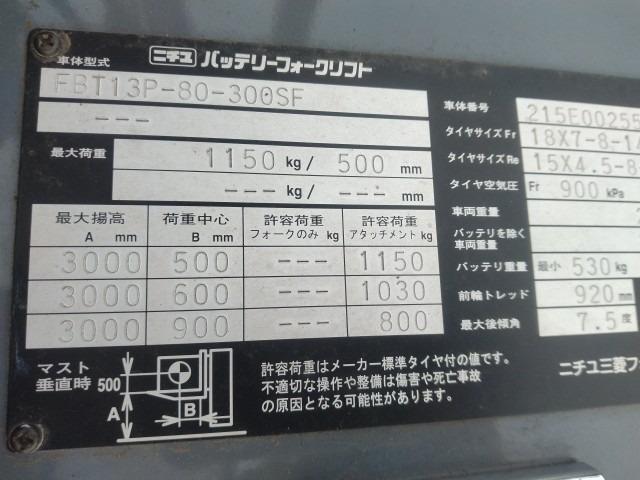 ニチユ バッテリーフォークリフト
車体型式
FBT13P-80-300SF
---
最大荷重
1150 kg/ 500 mm
--- kg/ --- mm
車体番号 215E00255
タイヤサイズ Fr 18X7-8-14
タイヤサイズ Re 15X4.5-8
タイヤ空気圧 Fr 900 kPa
車両重量
バッテリを除く
車両重量
バッテリ重量 最小 530 kg
前輪トレッド 920 mm
最大後傾角 7.5 度
最大揚高 荷重中心 許容荷重 許容荷重
A mm B mm フォークのみ kg アタッチメント kg
3000 500 --- 1150
3000 600 --- 1030
3000 900 --- 800
マスト
垂直時 500
A
B
許容荷重はメーカー標準タイヤ付の値です。
不適切な操作や整備は傷害や死亡事故
の原因となる可能性があります。
ニチユ三菱フ